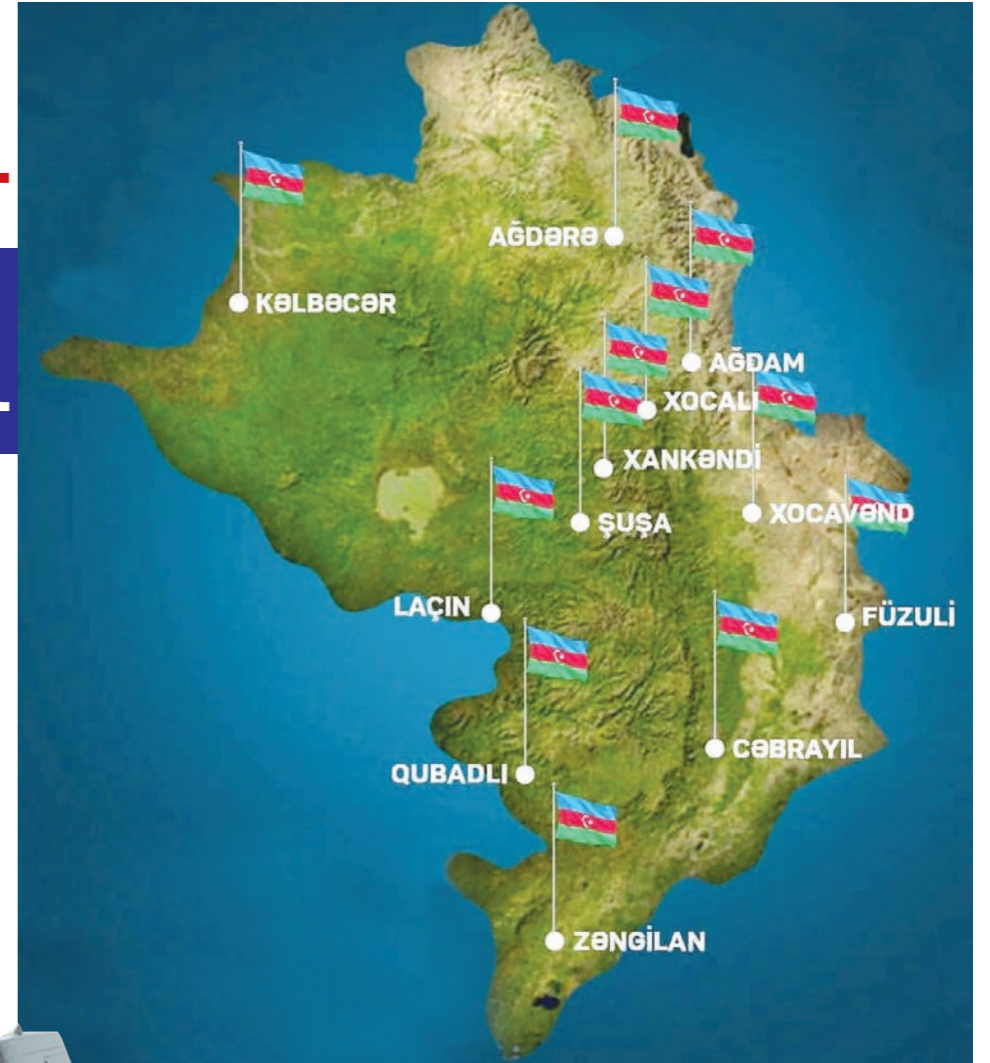 AĞDƏRƏ
KƏLBƏCƏR
AĞDAM
XOCALI
XANKƏNDİ
XOCAVƏND
ŞUŞA
LAÇIN
FÜZULİ
CƏBRAYIL
QUBADLI
ZƏNGİLAN